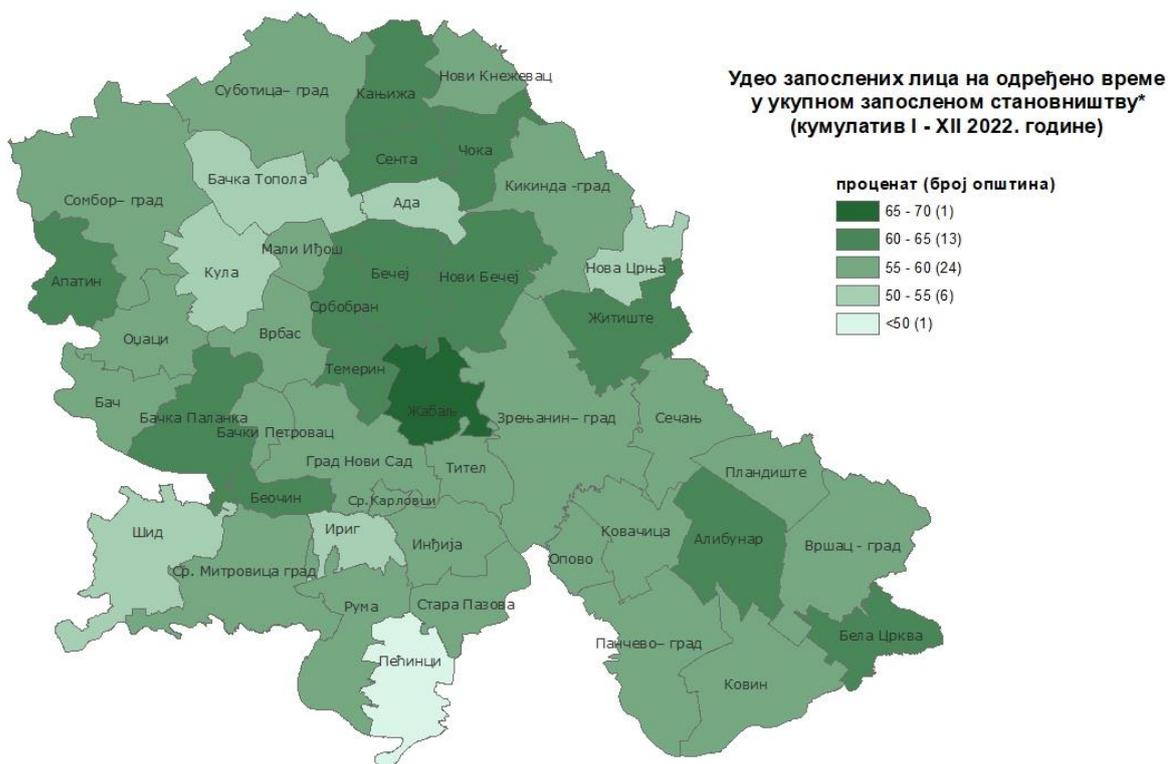 Удео запослених лица на одређено време
у укупном запосленом становништву*
(кумулатив I - XII 2022. године)
проценат (број општина)
65 - 70 (1)
60 - 65 (13)
55 - 60 (24)
50 - 55 (6)
<50 (1)
Суботица– град
Кањижа
Нови Кнежевац
Сента
Чока
Бачка Топола
Ада
Кикинда -град
Сомбор– град
Апатин
Кула
Мали Иђош
Бечеј
Нови Бечеј
Нова Црња
Србобран
Житиште
Оџаци
Врбас
Темерин
Бач
Бачка Паланка
Жабаљ
Зрењанин– град
Сечањ
Бачки Петровац
Град Нови Сад
Тител
Пландиште
Беочин
Ср.Карловци
Шид
Ириг
Инђија
Ковачица
Алибунар
Вршац - град
Опово
Ср. Митровица град
Рума
Стара Пазова
Панчево– град
Бела Црква
Пећинци
Ковин